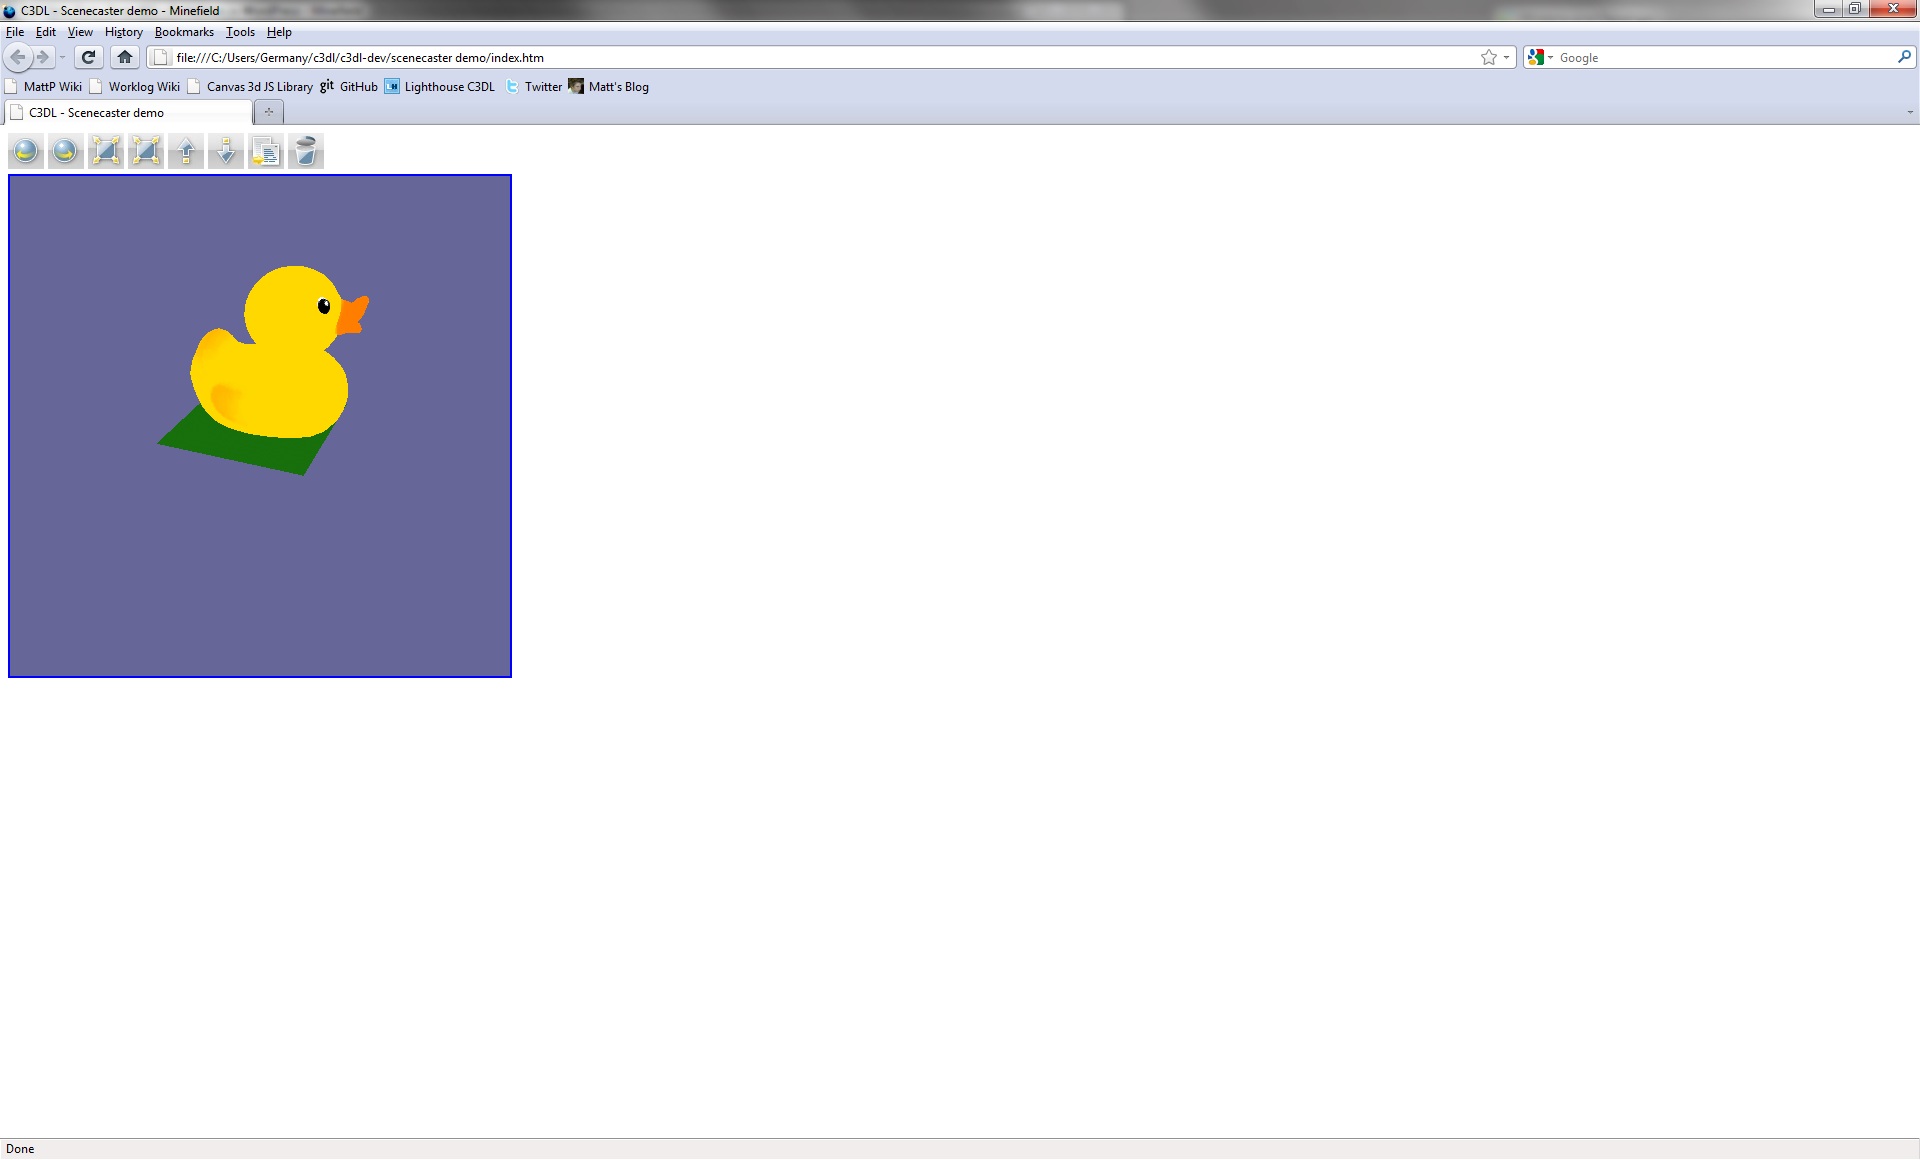 C3DL - Scenecaster demo - Minefield
File Edit View History Bookmarks Tools Help
file:///C:/Users/Germany/c3dl/c3dl-dev/scenecaster demo/index.htm Google
MattP Wiki Worklog Wiki Canvas 3d JS Library git GitHub LH Lighthouse C3DL Twitter Matt's Blog
C3DL - Scenecaster demo
Done